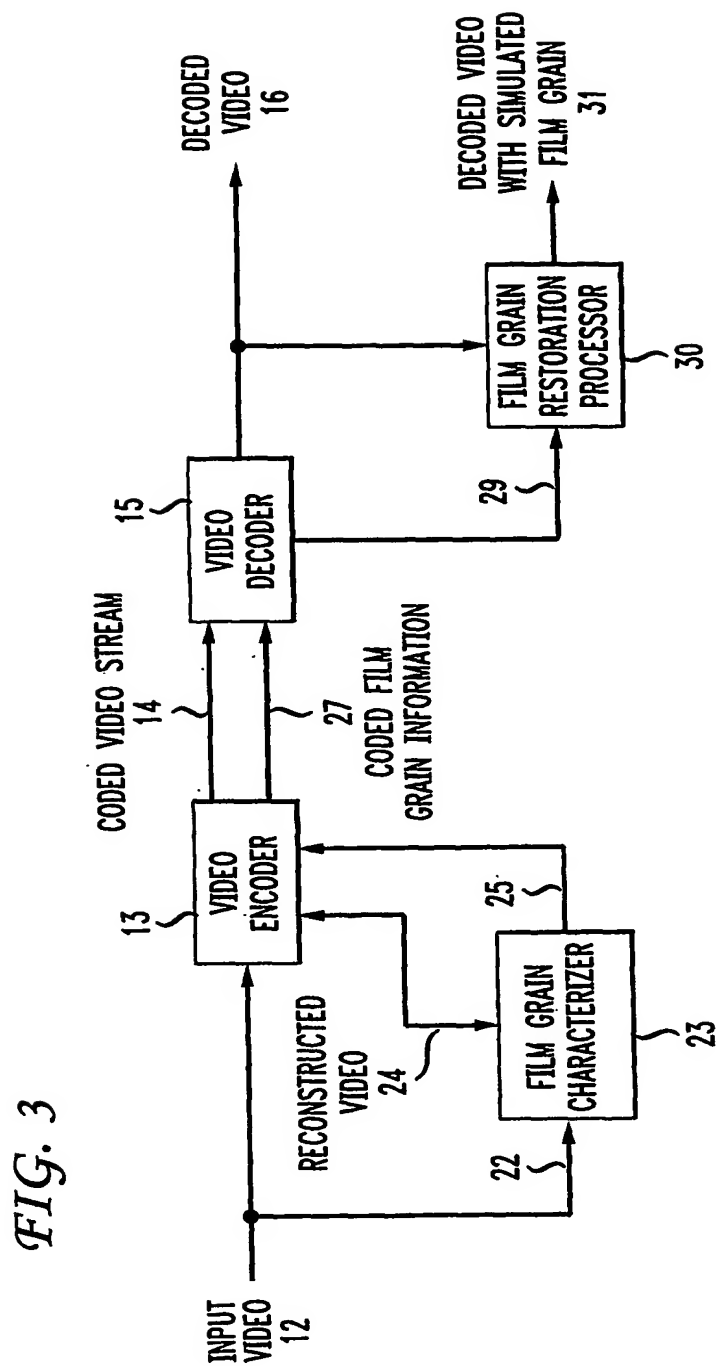 FIG. 3
INPUT
VIDEO
12
22
FILM GRAIN
CHARACTERIZER
23
RECONSTRUCTED
VIDEO
24
25
13
VIDEO
ENCODER
CODED VIDEO STREAM
14
27
CODED FILM
GRAIN INFORMATION
15
VIDEO
DECODER
29
FILM GRAIN
RESTORATION
PROCESSOR
30
DECODED
VIDEO
16
DECODED VIDEO
WITH SIMULATED
FILM GRAIN
31